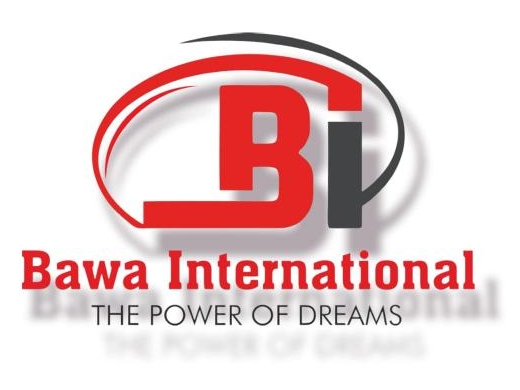 Bi
Bawa International
THE POWER OF DREAMS